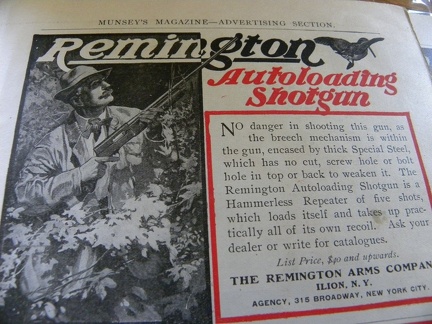 MUNSEY'S MAGAZINE—ADVERTISING SECTION.
Remington
Autoloading
Shotgun
NO danger in shooting this gun, as
the breech mechanism is within
the gun, encased by thick Special Steel,
which has no cut, screw hole or bolt
hole in top or back to weaken it. The
Remington Autoloading Shotgun is a
Hammerless Repeater of five shots,
which loads itself and takes up prac-
tically all of its own recoil. Ask your
dealer or write for catalogues.
List Price, $40 and upwards.
THE REMINGTON ARMS COMPAN
ILION, N. Y.
AGENCY, 315 BROADWAY, NEW YORK CITY.